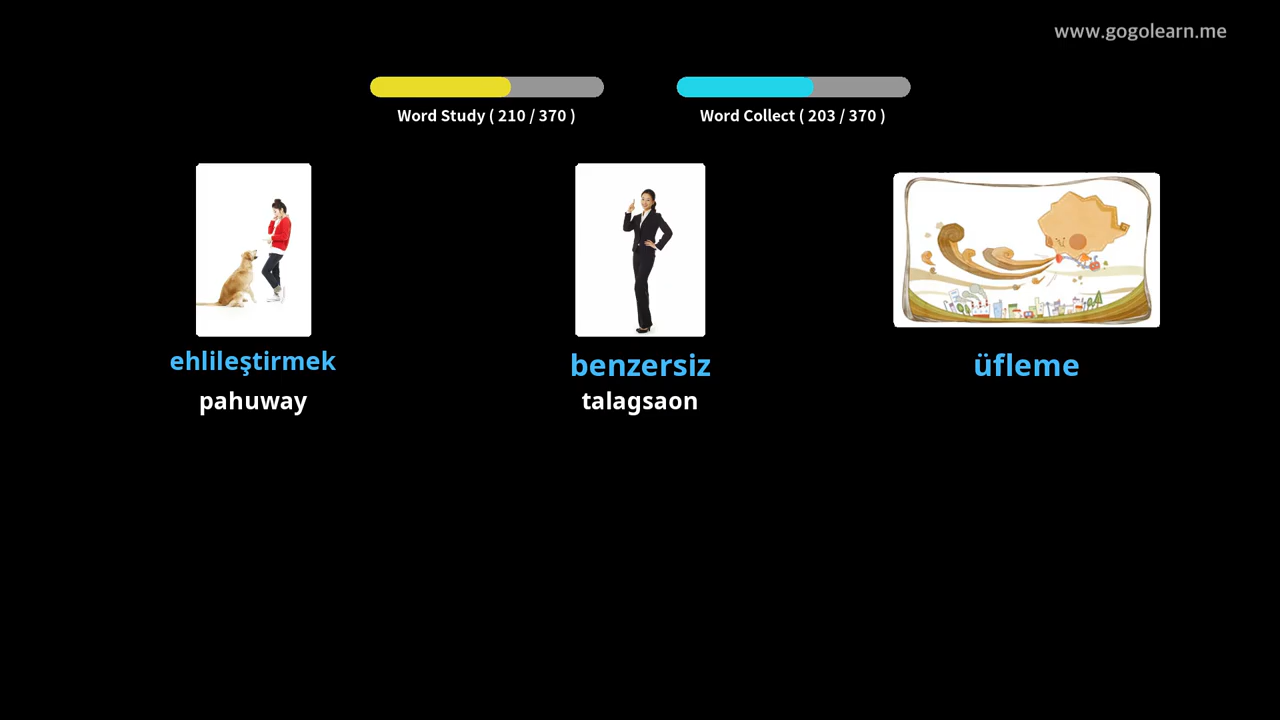 www.gogolearn.me
Word Study ( 210 / 370 )
Word Collect ( 203 / 370 )
ehlileştirmek
pahuway
benzersiz
talagsaon
üfleme